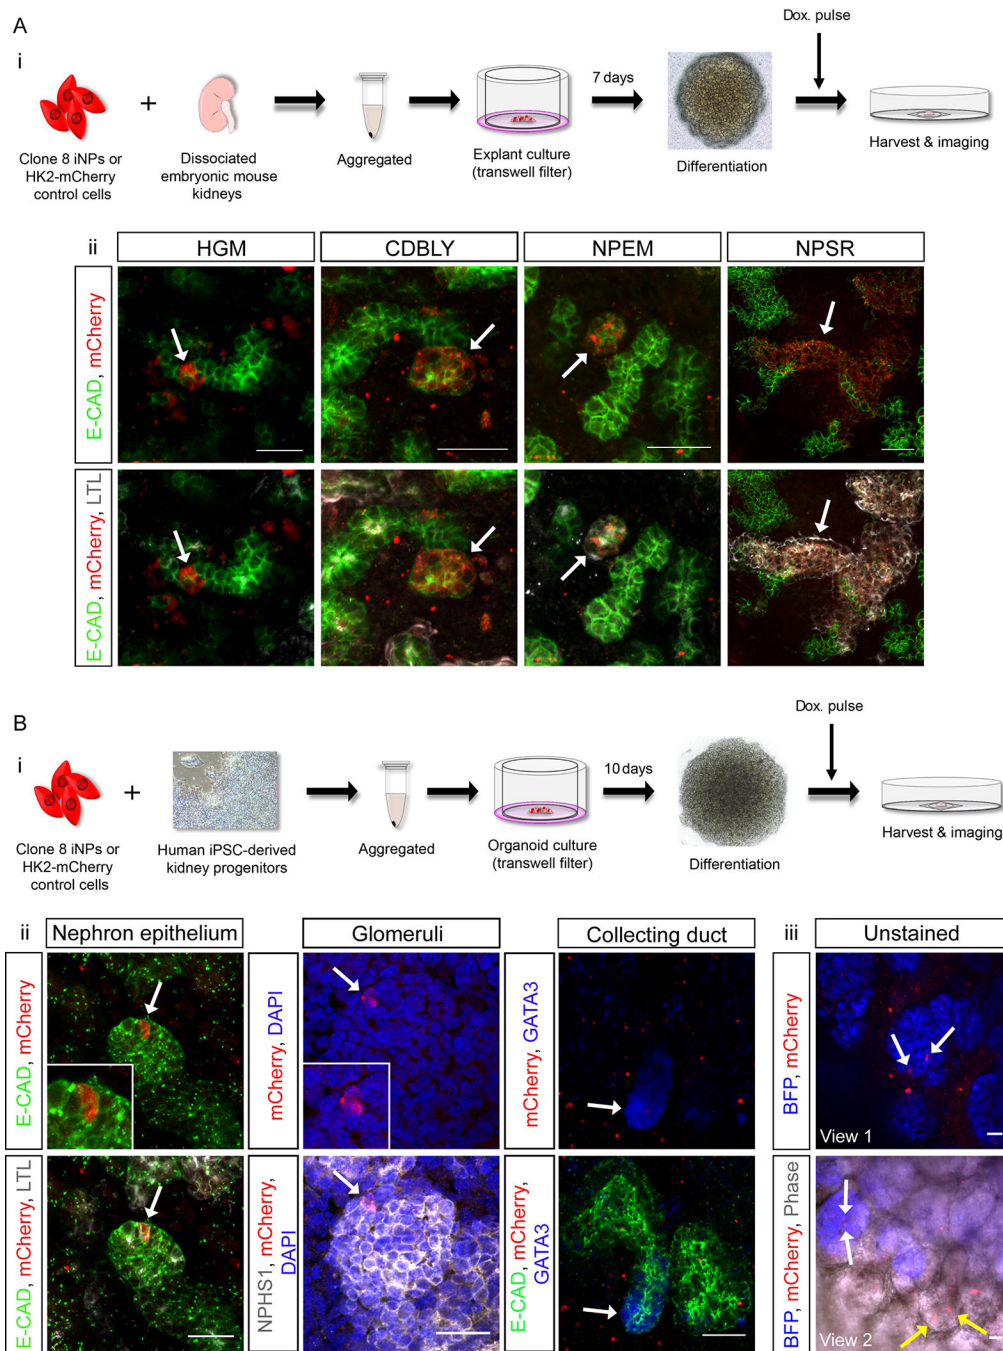 A
i
Dox. pulse
7 days
Clone 8 iNPs or
HK2-mCherry
control cells
+
Dissociated
embryonic mouse
kidneys
Aggregated
Explant culture
(transwell filter)
Differentiation
Harvest & imaging
ii
HGM
CDBLY
NPEM
NPSR
E-CAD, mCherry
E-CAD, mCherry, LTL
B
i
Dox. pulse
10 days
Clone 8 iNPs or
HK2-mCherry
control cells
+
Human iPSC-derived
kidney progenitors
Aggregated
Organoid culture
(transwell filter)
Differentiation
Harvest & imaging
ii
Nephron epithelium
Glomeruli
Collecting duct
iii
Unstained
E-CAD, mCherry
mCherry, DAPI
mCherry, GATA3
BFP, mCherry
View 1
E-CAD, mCherry, LTL
NPHS1, mCherry,
DAPI
E-CAD, mCherry,
GATA3
BFP, mCherry, Phase
View 2